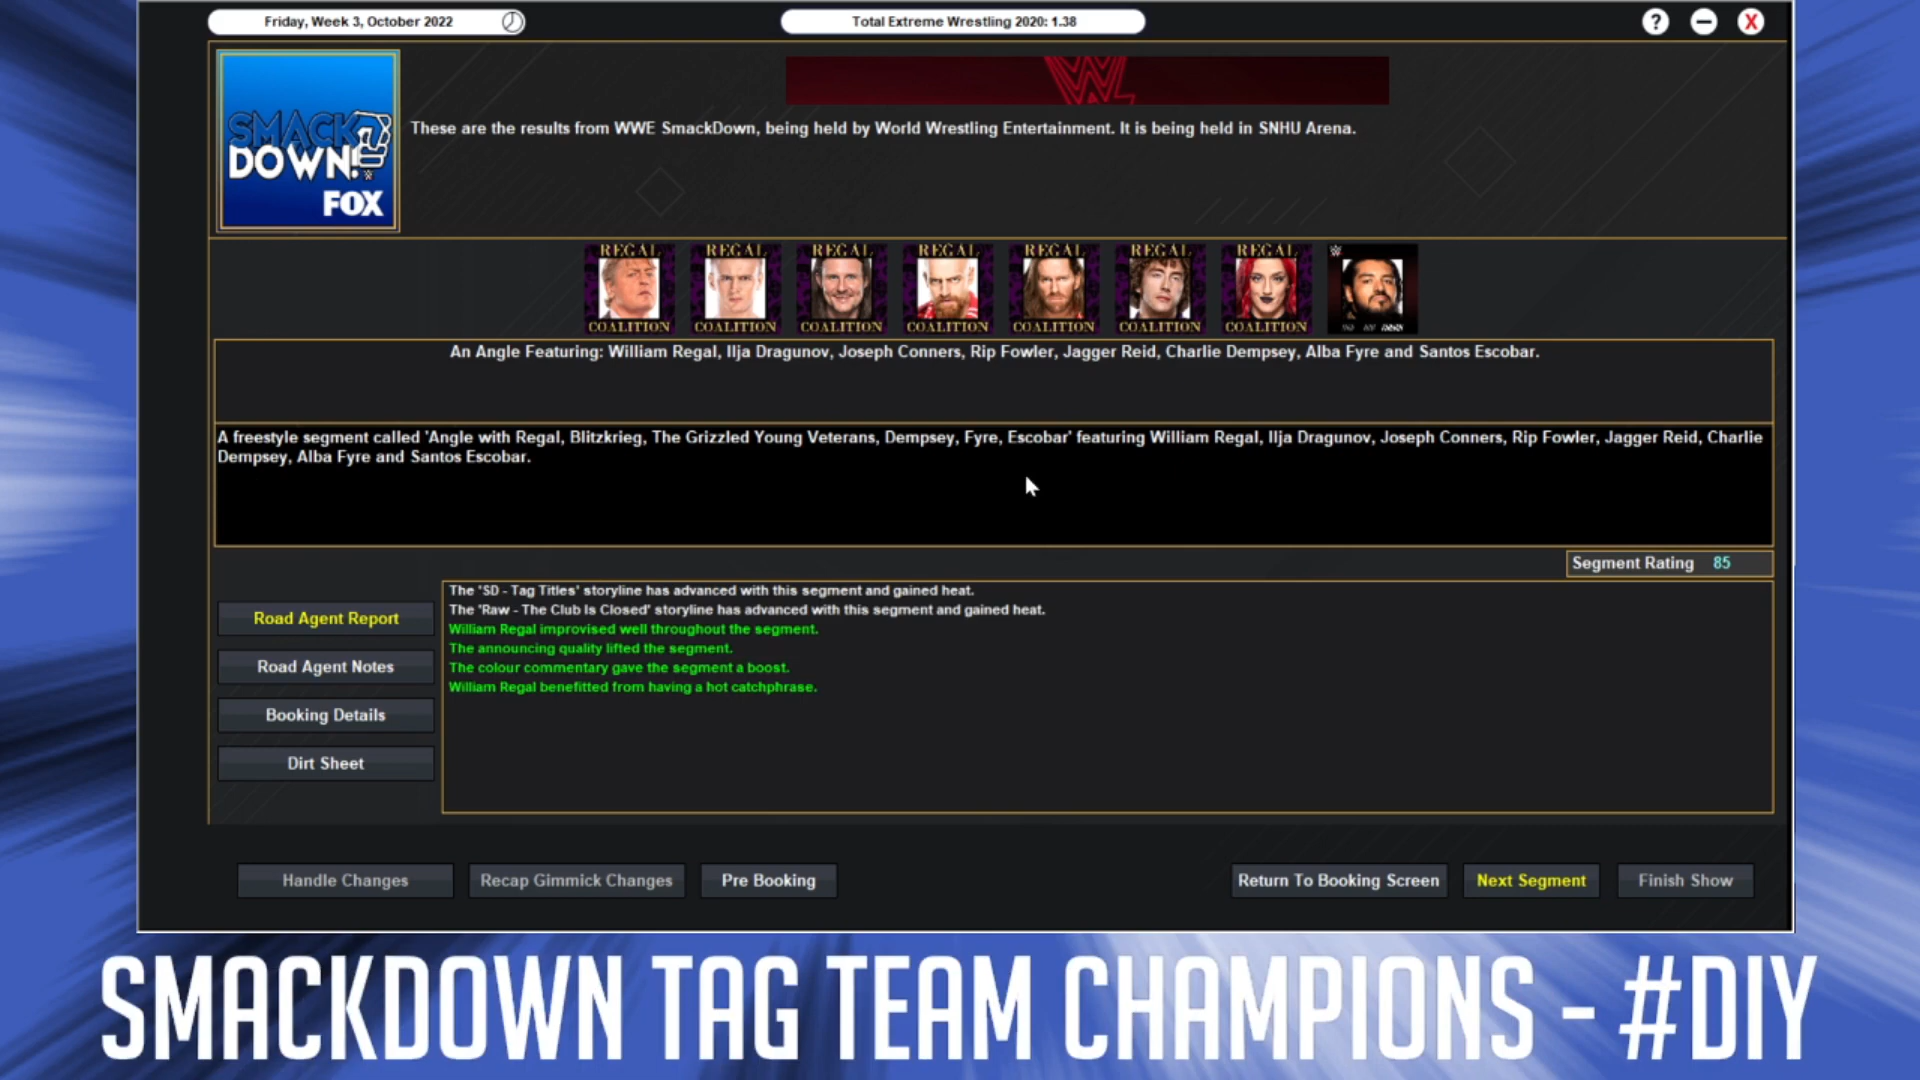 Friday, Week 3, October 2022
Total Extreme Wrestling 2020: 1.38
?
X
SMACK
DOWN!
FOX
These are the results from WWE SmackDown, being held by World Wrestling Entertainment. It is being held in SNHU Arena.
REGAL REGAL REGAL REGAL REGAL REGAL REGAL
COALITION COALITION COALITION COALITION COALITION COALITION COALITION
An Angle Featuring: William Regal, Ilja Dragunov, Joseph Conners, Rip Fowler, Jagger Reid, Charlie Dempsey, Alba Fyre and Santos Escobar.
A freestyle segment called 'Angle with Regal, Blitzkrieg, The Grizzled Young Veterans, Dempsey, Fyre, Escobar' featuring William Regal, Ilja Dragunov, Joseph Conners, Rip Fowler, Jagger Reid, Charlie
Dempsey, Alba Fyre and Santos Escobar.
Segment Rating 85
The 'SD - Tag Titles' storyline has advanced with this segment and gained heat.
The 'Raw - The Club Is Closed' storyline has advanced with this segment and gained heat.
William Regal improvised well throughout the segment.
The announcing quality lifted the segment.
The colour commentary gave the segment a boost.
William Regal benefitted from having a hot catchphrase.
Road Agent Report
Road Agent Notes
Booking Details
Dirt Sheet
Handle Changes
Recap Gimmick Changes
Pre Booking
Return To Booking Screen
Next Segment
Finish Show
SMACKDOWN TAG TEAM CHAMPIONS - #DIY